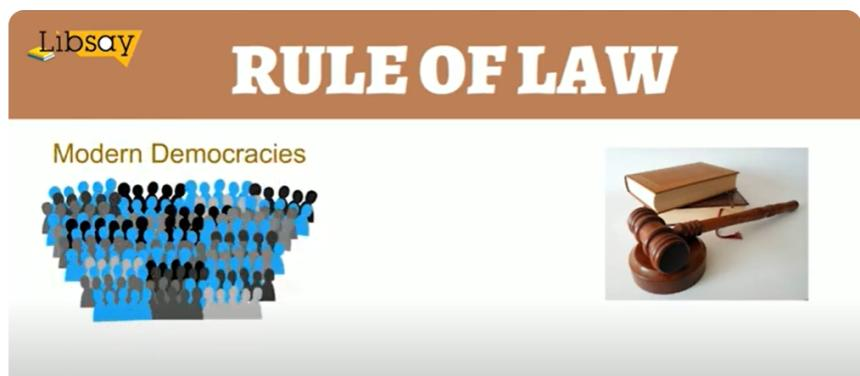 Libsay
RULE OF LAW
Modern Democracies